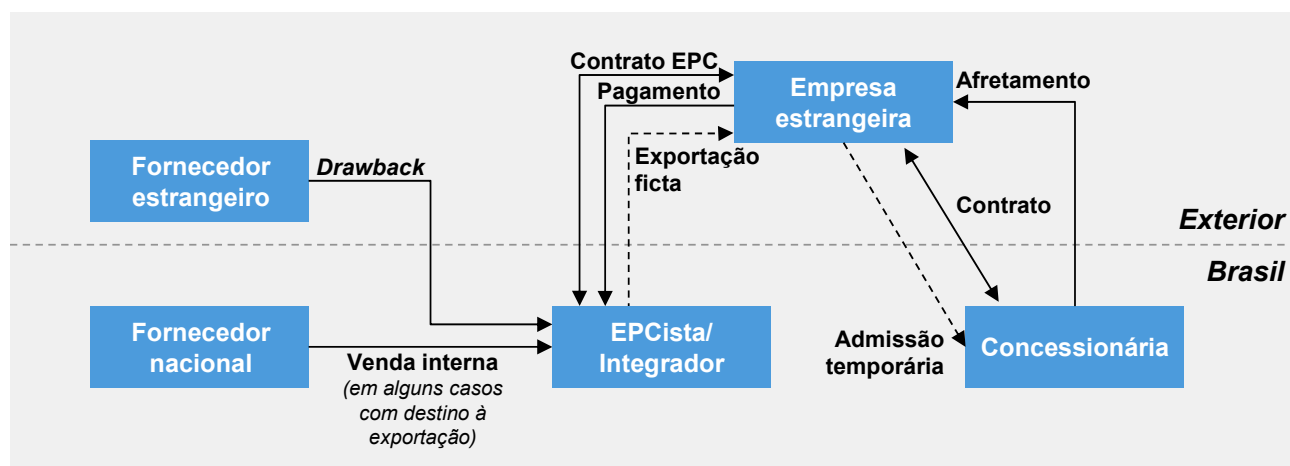 Contrato EPC
Pagamento
Empresa
estrangeira
Afretamento
Fornecedor
estrangeiro
Drawback
Exportação
ficta
Contrato
Exterior
Brasil
Fornecedor
nacional
Venda interna
(em alguns casos
com destino à
exportação)
EPCista/
Integrador
Admissão
temporária
Concessionária